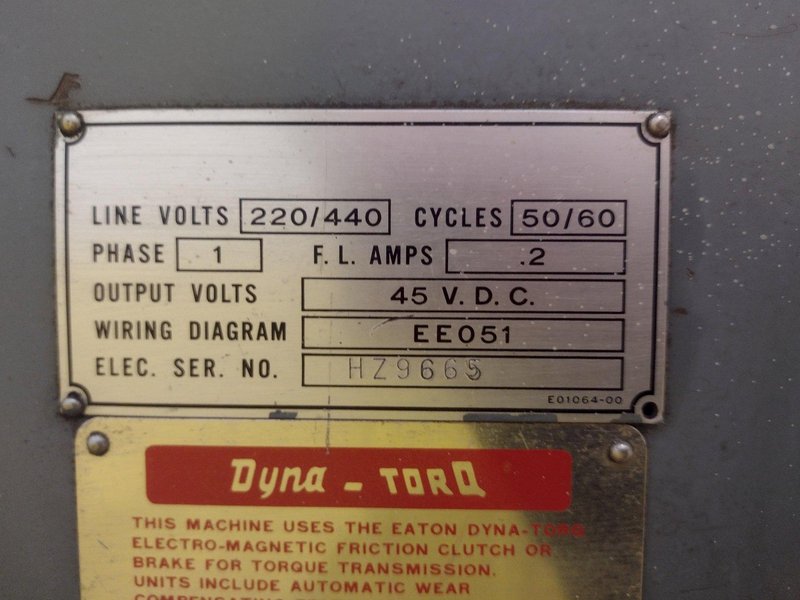 LINE VOLTS 220/440 CYCLES 50/60
PHASE 1 F. L. AMPS .2
OUTPUT VOLTS 45 V. D. C.
WIRING DIAGRAM EE051
ELEC. SER. NO. HZ9665
E01064-00
Dyna - TORQ
THIS MACHINE USES THE EATON DYNA-TORQ
ELECTRO-MAGNETIC FRICTION CLUTCH OR
BRAKE FOR TORQUE TRANSMISSION.
UNITS INCLUDE AUTOMATIC WEAR